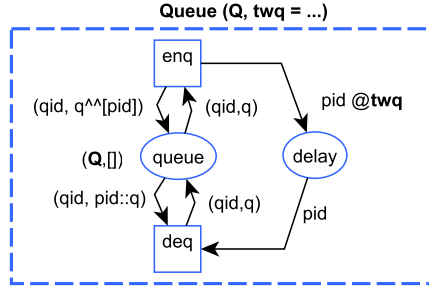 Queue (Q, twq = ...)
enq
(qid, q^^[pid])
(qid,q)
pid @twq
(Q,[])
queue
delay
(qid, pid::q)
(qid,q)
pid
deq